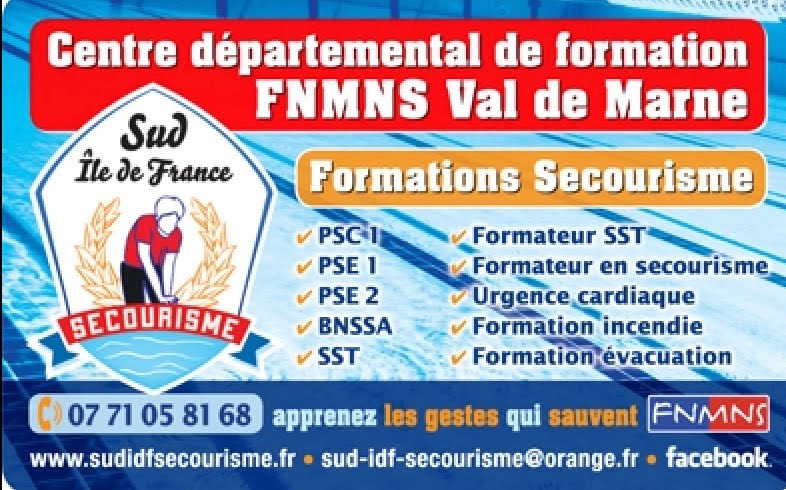 Centre départemental de formation
FNMNS Val de Marne
Sud
Île de France
SECOURISME
Formations Secourisme
PSC 1
PSE 1
PSE 2
BNSSA
SST
Formateur SST
Formateur en secourisme
Urgence cardiaque
Formation incendie
Formation évacuation
07 71 05 81 68 apprenez les gestes qui sauvent FNMNS
www.sudidfsecourisme.fr • sud-idf-secourisme@orange.fr • facebook.